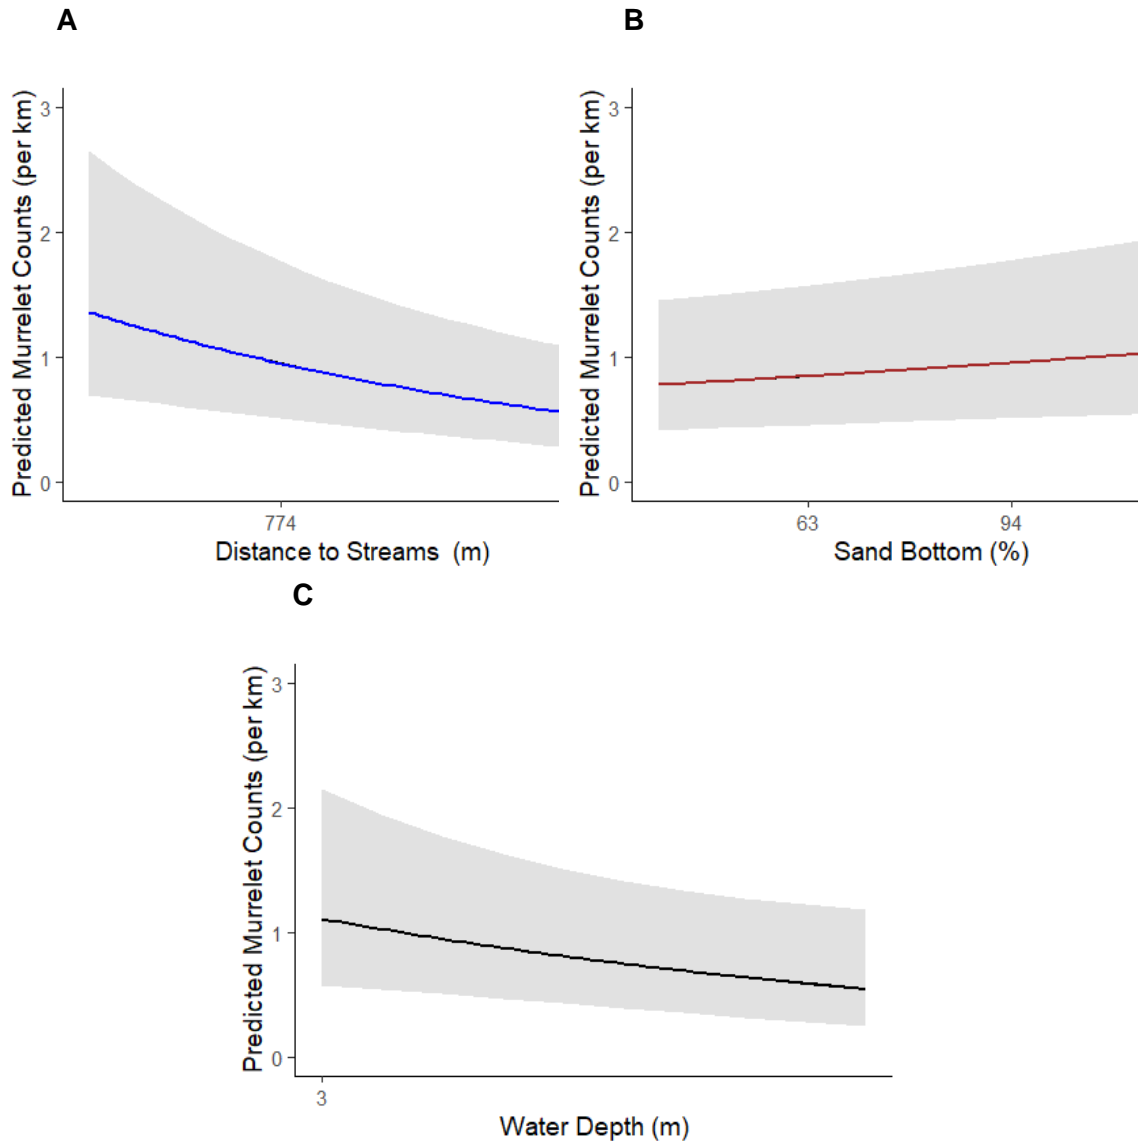 A
Predicted Murrelet Counts (per km)
3
2
1
0
774
Distance to Streams (m)
B
Predicted Murrelet Counts (per km)
3
2
1
0
63
94
Sand Bottom (%)
C
Predicted Murrelet Counts (per km)
3
2
1
0
3
Water Depth (m)